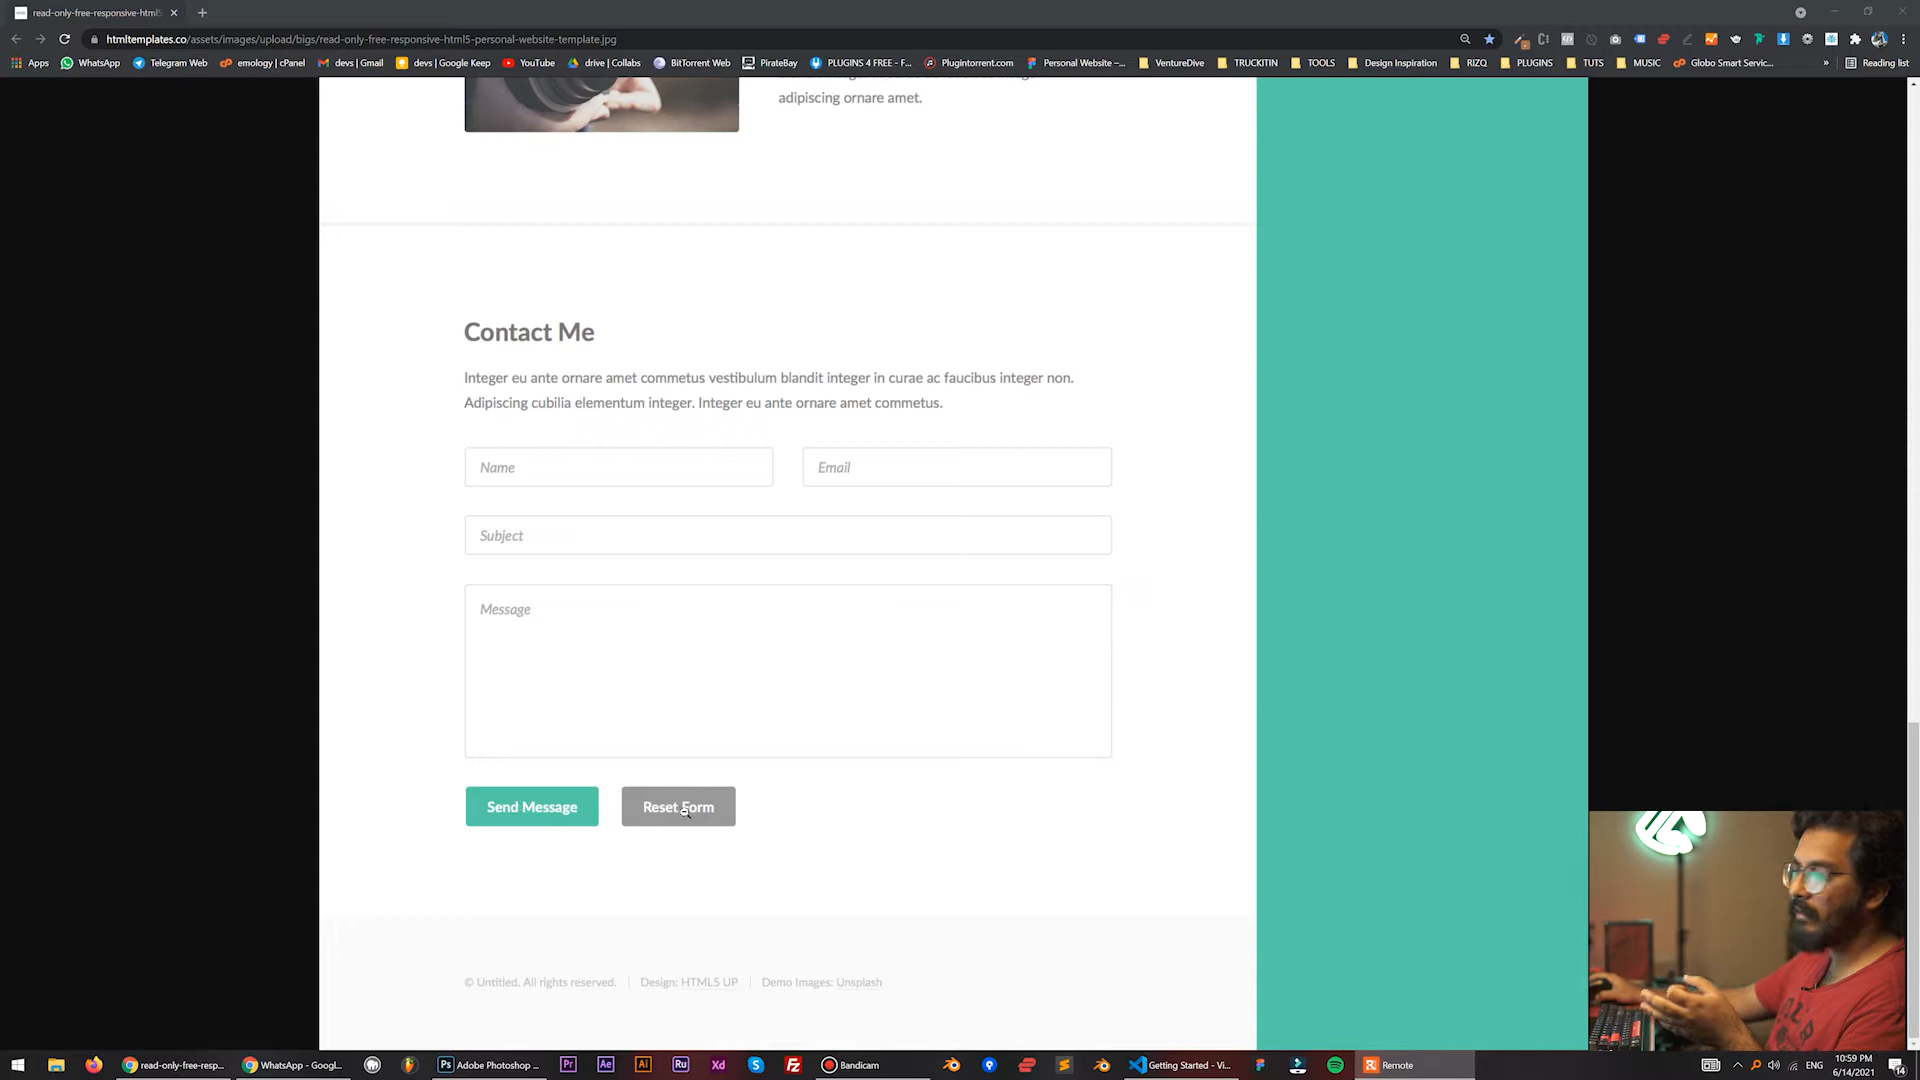 read-only-free-responsive-html5
htmltemplates.co/assets/images/upload/bigs/read-only-free-responsive-html5-personal-website-template.jpg
Apps WhatsApp Telegram Web emology | cPanel devs | Gmail devs | Google Keep YouTube drive | Collabs BitTorrent Web PirateBay PLUGINS 4 FREE - F... Plugintorrent.com Personal Website –... VentureDive TRUCKITIN TOOLS Design Inspiration RIZQ PLUGINS TUTS MUSIC Globo Smart Servic... » Reading list
adipiscing ornare amet.
Contact Me
Integer eu ante ornare amet commetus vestibulum blandit integer in curae ac faucibus integer non.
Adipiscing cubilia elementum integer. Integer eu ante ornare amet commetus.
Name Email
Subject
Message
Send Message Reset Form
© Untitled. All rights reserved. Design: HTML5 UP Demo Images: Unsplash
read-only-free-resp... WhatsApp - Googl... Adobe Photoshop ... Pr Ae Ai Ru Xd Bandicam Getting Started - Vi... Remote ENG 10:59 PM
6/14/2021
14